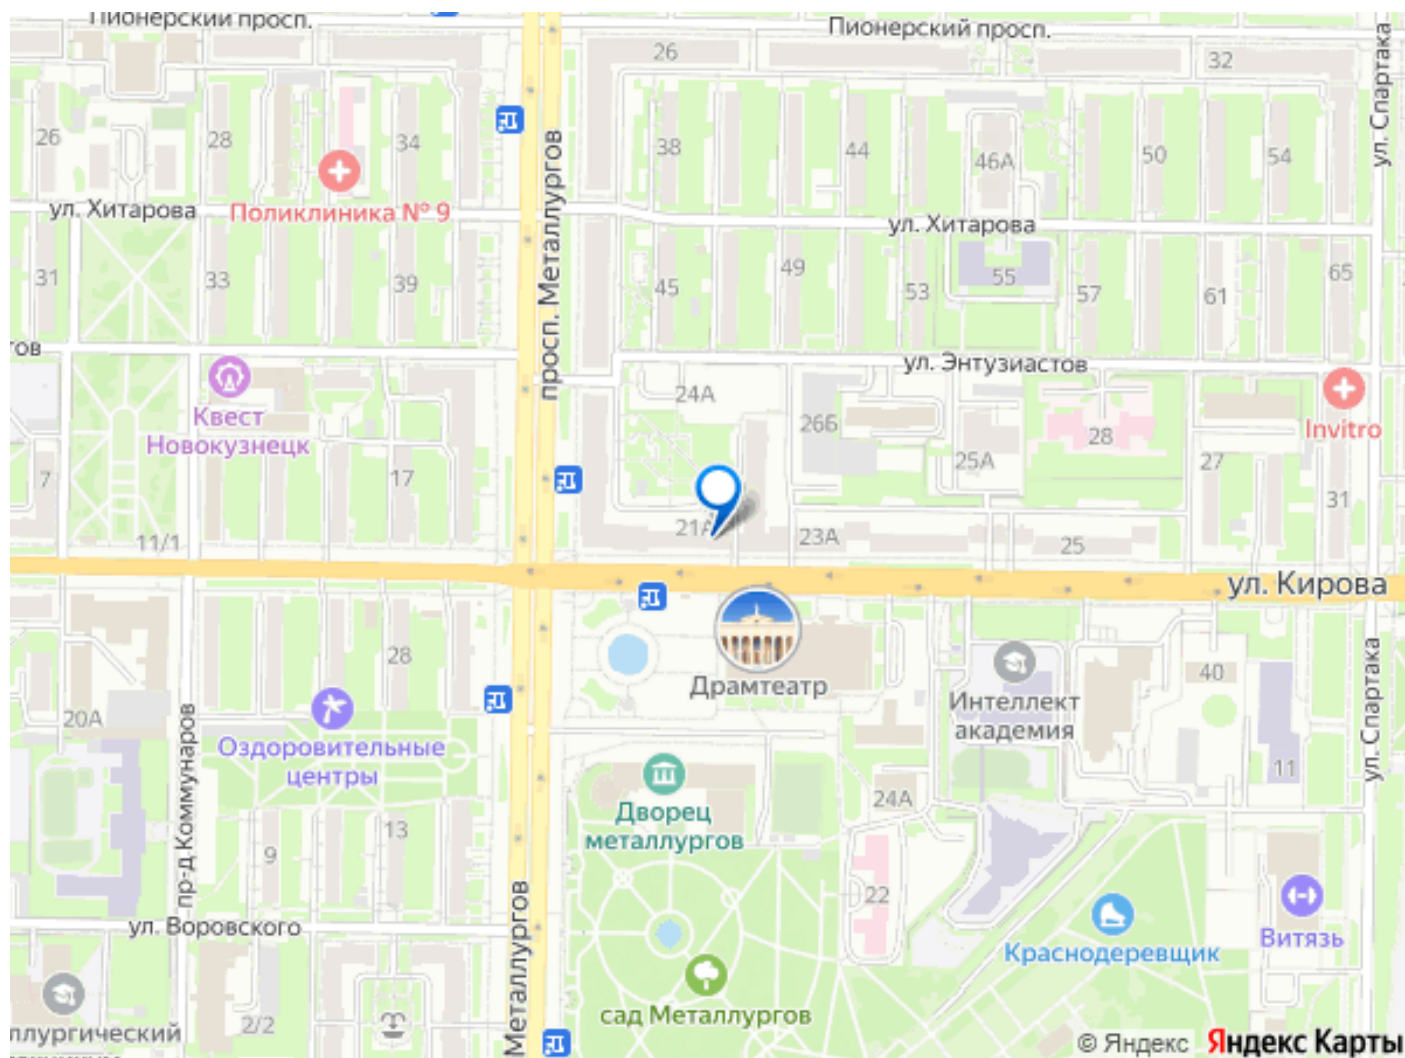 Пионерский просп.
Пионерский просп.
26
32
ул. Спартака
26
28
34
38
44
46А
50
54
просп. Металлургов
ул. Хитарова
Поликлиника № 9
ул. Хитарова
31
33
39
45
49
53
55
57
61
65
ов
ул. Энтузиастов
Квест
Новокузнецк
24А
26Б
28
Invitro
7
17
25А
27
31
11/1
21А
23А
25
ул. Кирова
28
Драмтеатр
Интеллект
академия
40
20А
пр-д Коммунаров
Оздоровительные
центры
ул. Спартака
11
Дворец
металлургов
24А
9
13
22
ул. Воровского
Металлургов
Краснодеревщик
Витязь
сад Металлургов
ллургический
2/2
© Яндекс Яндекс Карты